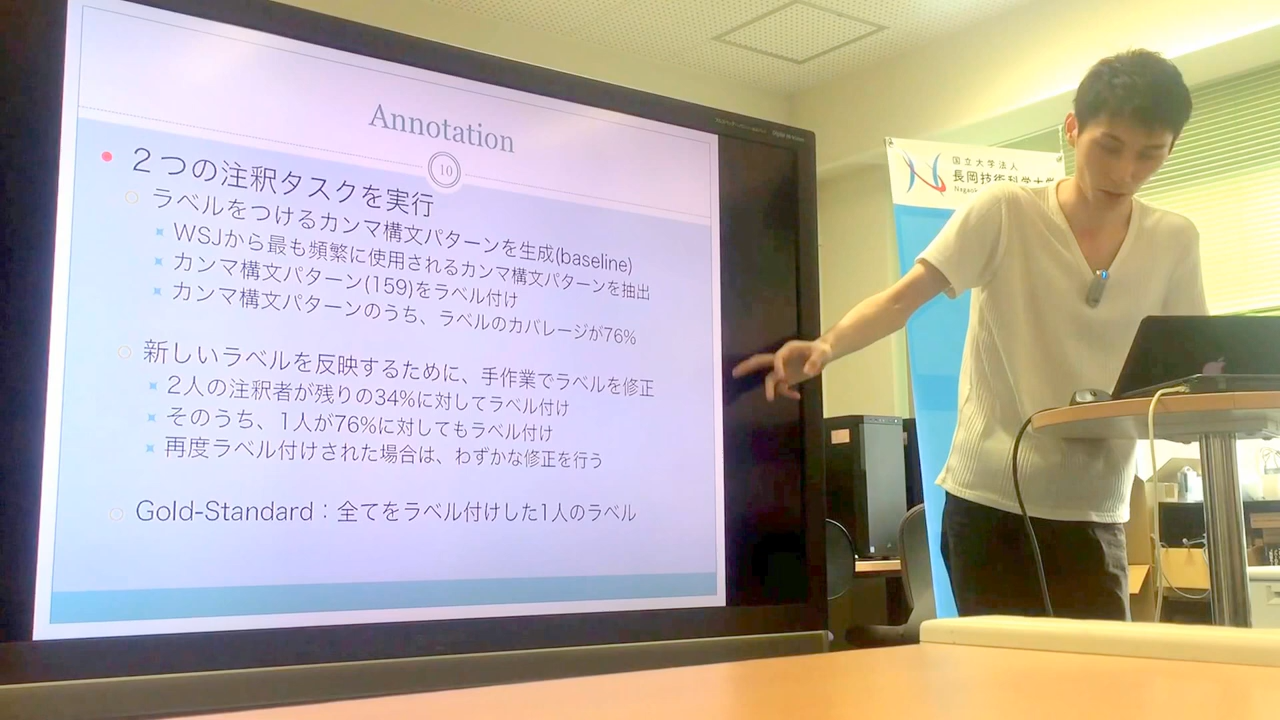 Annotation
10
2つの注釈タスクを実行
ラベルをつけるカンマ構文パターンを生成(baseline)
WSJから最も頻繁に使用されるカンマ構文パターンを抽出
カンマ構文パターン(159)をラベル付け
カンマ構文パターンのうち、ラベルのカバレージが76%
新しいラベルを反映するために、手作業でラベルを修正
2人の注釈者が残りの34%に対してラベル付け
そのうち、1人が76%に対してもラベル付け
再度ラベル付けされた場合は、わずかな修正を行う
Gold-Standard：全てをラベル付けした1人のラベル
国立大学法人
長岡技術科学大学